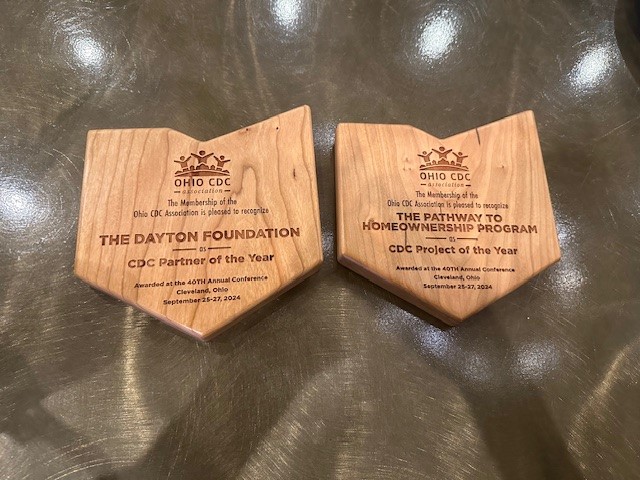 OHIO CDC
association
The Membership of the
Ohio CDC Association is pleased to recognize
THE DAYTON FOUNDATION
as
CDC Partner of the Year
Awarded at the 40TH Annual Conference
Cleveland, Ohio
September 25-27, 2024
OHIO CDC
association
The Membership of the
Ohio CDC Association is pleased to recognize
THE PATHWAY TO
HOMEOWNERSHIP PROGRAM
as
CDC Project of the Year
Awarded at the 40TH Annual Conference
Cleveland, Ohio
September 25-27, 2024